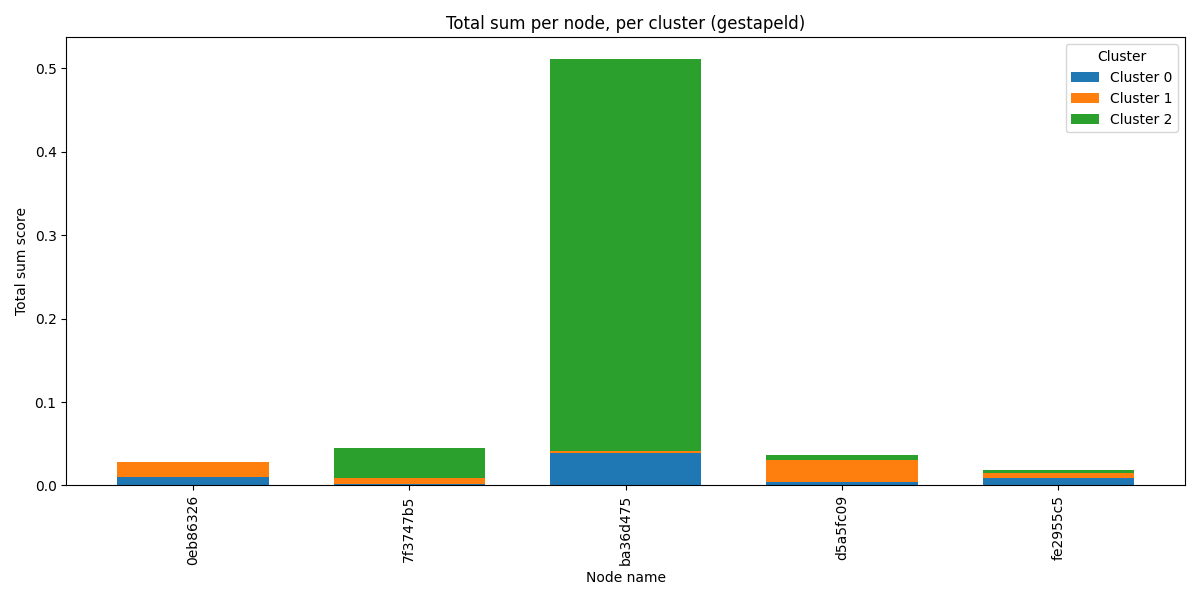 Total sum per node, per cluster (gestapeld)
Cluster
Cluster 0
Cluster 1
Cluster 2
Total sum score
0.5
0.4
0.3
0.2
0.1
0.0
0eb86326
7f3747b5
ba36d475
d5a5fc09
fe2955c5
Node name